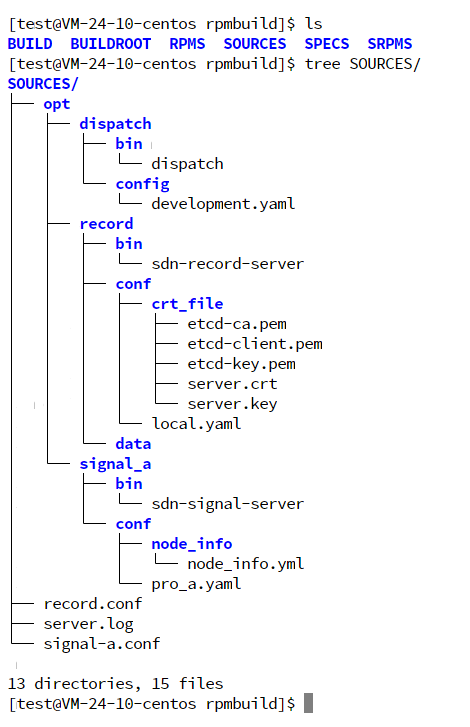 [test@VM-24-10-centos rpmbuild]$ ls
BUILD  BUILDROOT  RPMS  SOURCES  SPECS  SRPMS
[test@VM-24-10-centos rpmbuild]$ tree SOURCES/
SOURCES/
├── opt
│   ├── dispatch
│   │   ├── bin
│   │   │   └── dispatch
│   │   └── config
│   │       └── development.yaml
│   ├── record
│   │   ├── bin
│   │   │   └── sdn-record-server
│   │   ├── conf
│   │   │   ├── crt_file
│   │   │   │   ├── etcd-ca.pem
│   │   │   │   ├── etcd-client.pem
│   │   │   │   ├── etcd-key.pem
│   │   │   │   ├── server.crt
│   │   │   │   └── server.key
│   │   │   └── local.yaml
│   │   └── data
│   └── signal_a
│       ├── bin
│       │   └── sdn-signal-server
│       └── conf
│           ├── node_info
│           │   └── node_info.yml
│           └── pro_a.yaml
├── record.conf
├── server.log
└── signal-a.conf
13 directories, 15 files
[test@VM-24-10-centos rpmbuild]$